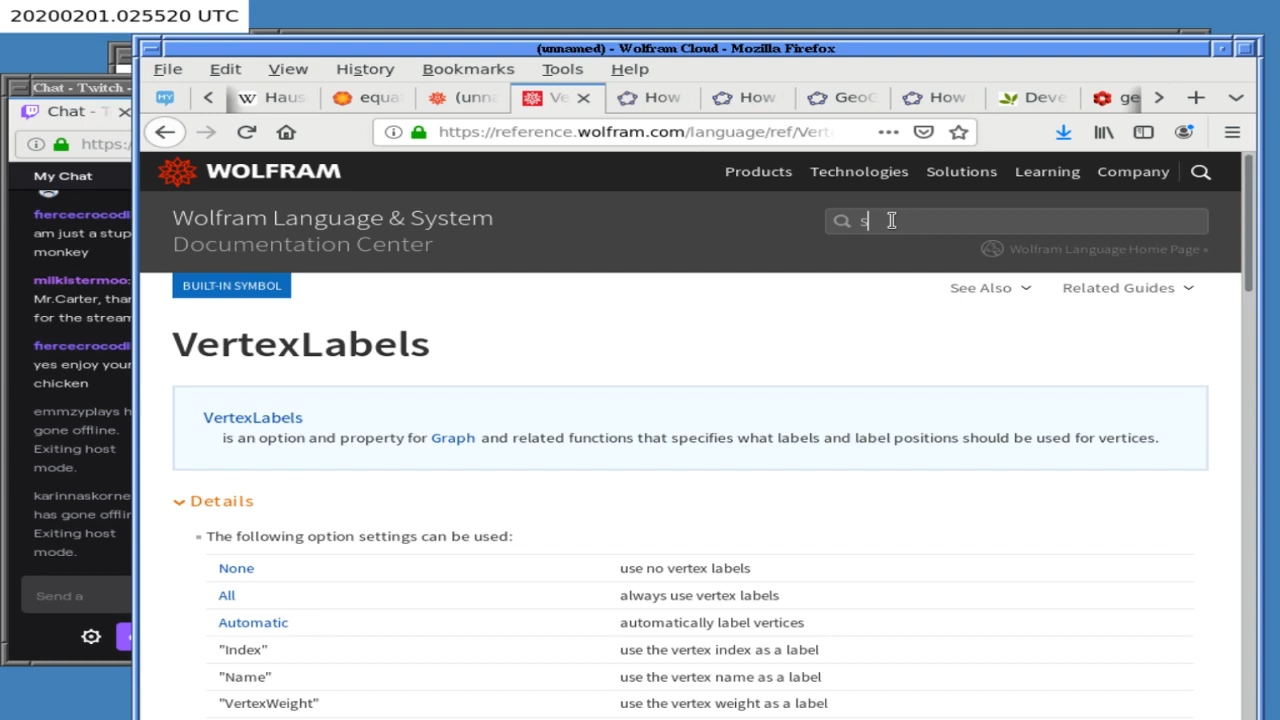 20200201.025520 UTC
(unnamed) - Wolfram Cloud - Mozilla Firefox
File Edit View History Bookmarks Tools Help
Haus
equa
(unn
Ve
How
How
GeoC
How
Deve
ge
https://reference.wolfram.com/language/ref/Vert
Chat - Twitch -
Chat - T
https:/
My Chat
fiercecrocodi
am just a stup
monkey
milkistermoo:
Mr.Carter, than
for the stream
fiercecrocodi
yes enjoy your
chicken
emmzyplays h
gone offline.
Exiting host
mode.
karinnaskorne
has gone offlin
Exiting host
mode.
Send a
WOLFRAM
Products Technologies Solutions Learning Company
Wolfram Language & System
Documentation Center
s
Wolfram Language Home Page »
BUILT-IN SYMBOL
See Also Related Guides
VertexLabels
VertexLabels
is an option and property for Graph and related functions that specifies what labels and label positions should be used for vertices.
Details
The following option settings can be used:
None use no vertex labels
All always use vertex labels
Automatic automatically label vertices
"Index" use the vertex index as a label
"Name" use the vertex name as a label
"VertexWeight" use the vertex weight as a label